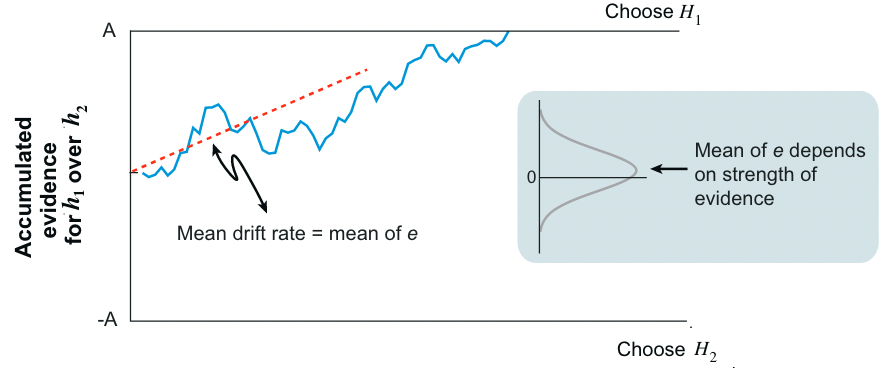 Choose H1
A
Accumulated
evidence
for h1 over h2
0
Mean of e depends
on strength of
evidence
Mean drift rate = mean of e
-A
Choose H2